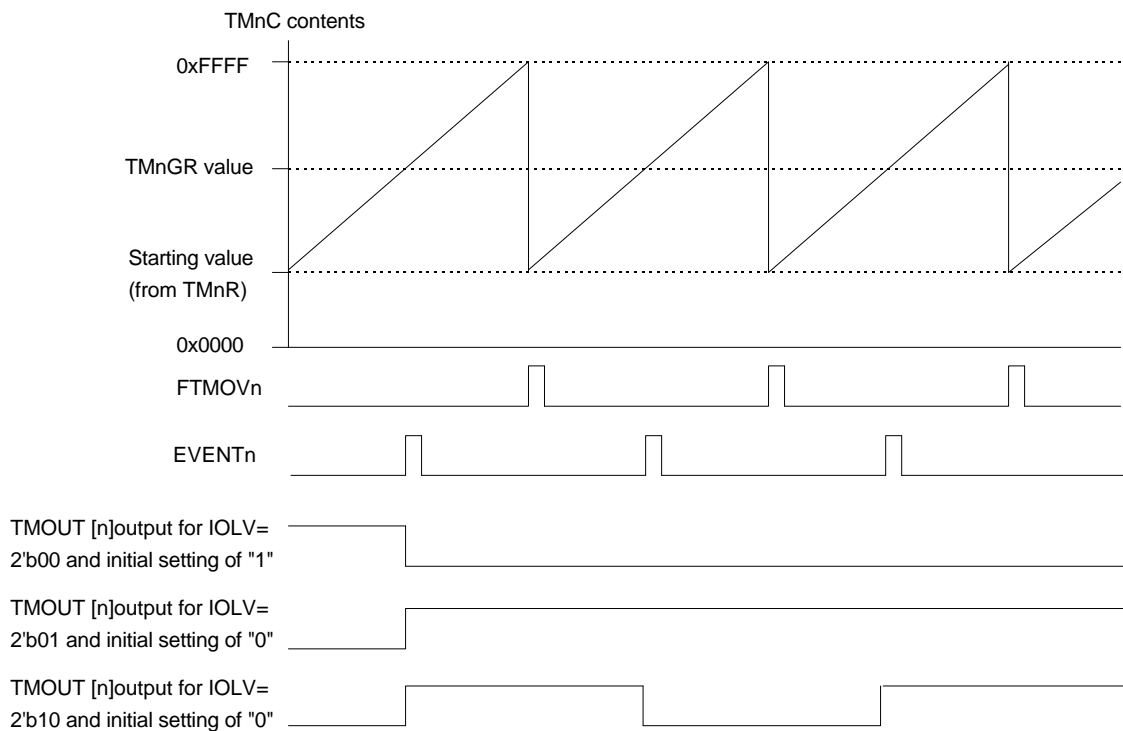 TMnC contents
0xFFFF
TMnGR value
Starting value
(from TMnR)
0x0000
FTMOVn
EVENTn
TMOUT [n]output for IOLV=
2'b00 and initial setting of "1"
TMOUT [n]output for IOLV=
2'b01 and initial setting of "0"
TMOUT [n]output for IOLV=
2'b10 and initial setting of "0"